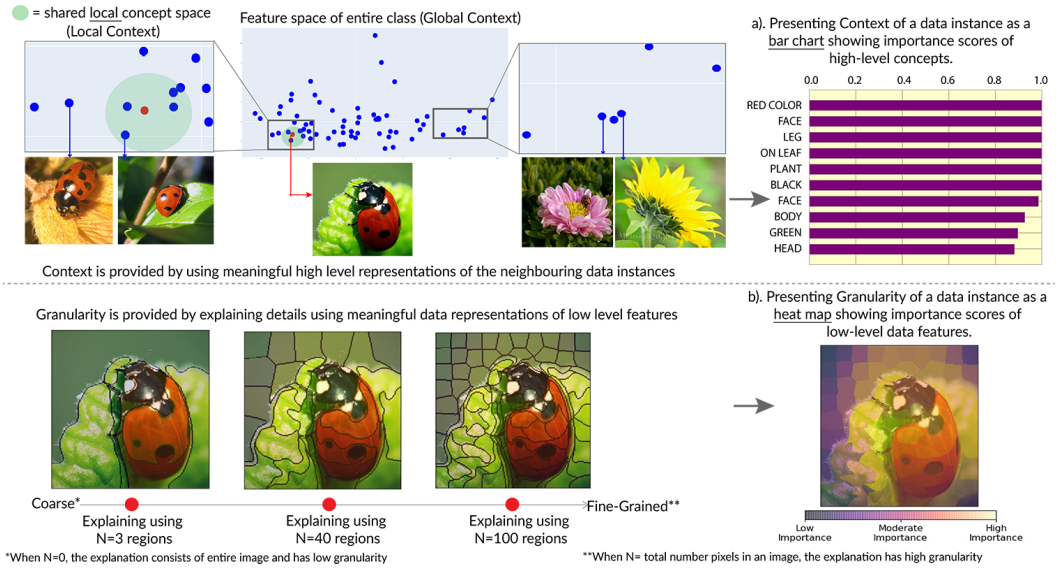 = shared local concept space
(Local Context)
Feature space of entire class (Global Context)
a). Presenting Context of a data instance as a
bar chart showing importance scores of
high-level concepts.
0.0 0.2 0.4 0.6 0.8 1.0
RED COLOR
FACE
LEG
ON LEAF
PLANT
BLACK
FACE
BODY
GREEN
HEAD
Context is provided by using meaningful high level representations of the neighbouring data instances
Granularity is provided by explaining details using meaningful data representations of low level features
b). Presenting Granularity of a data instance as a
heat map showing importance scores of
low-level data features.
Coarse*
Fine-Grained**
Explaining using
N=3 regions
Explaining using
N=40 regions
Explaining using
N=100 regions
Low
Importance
Moderate
Importance
High
Importance
*When N=0, the explanation consists of entire image and has low granularity
**When N= total number pixels in an image, the explanation has high granularity